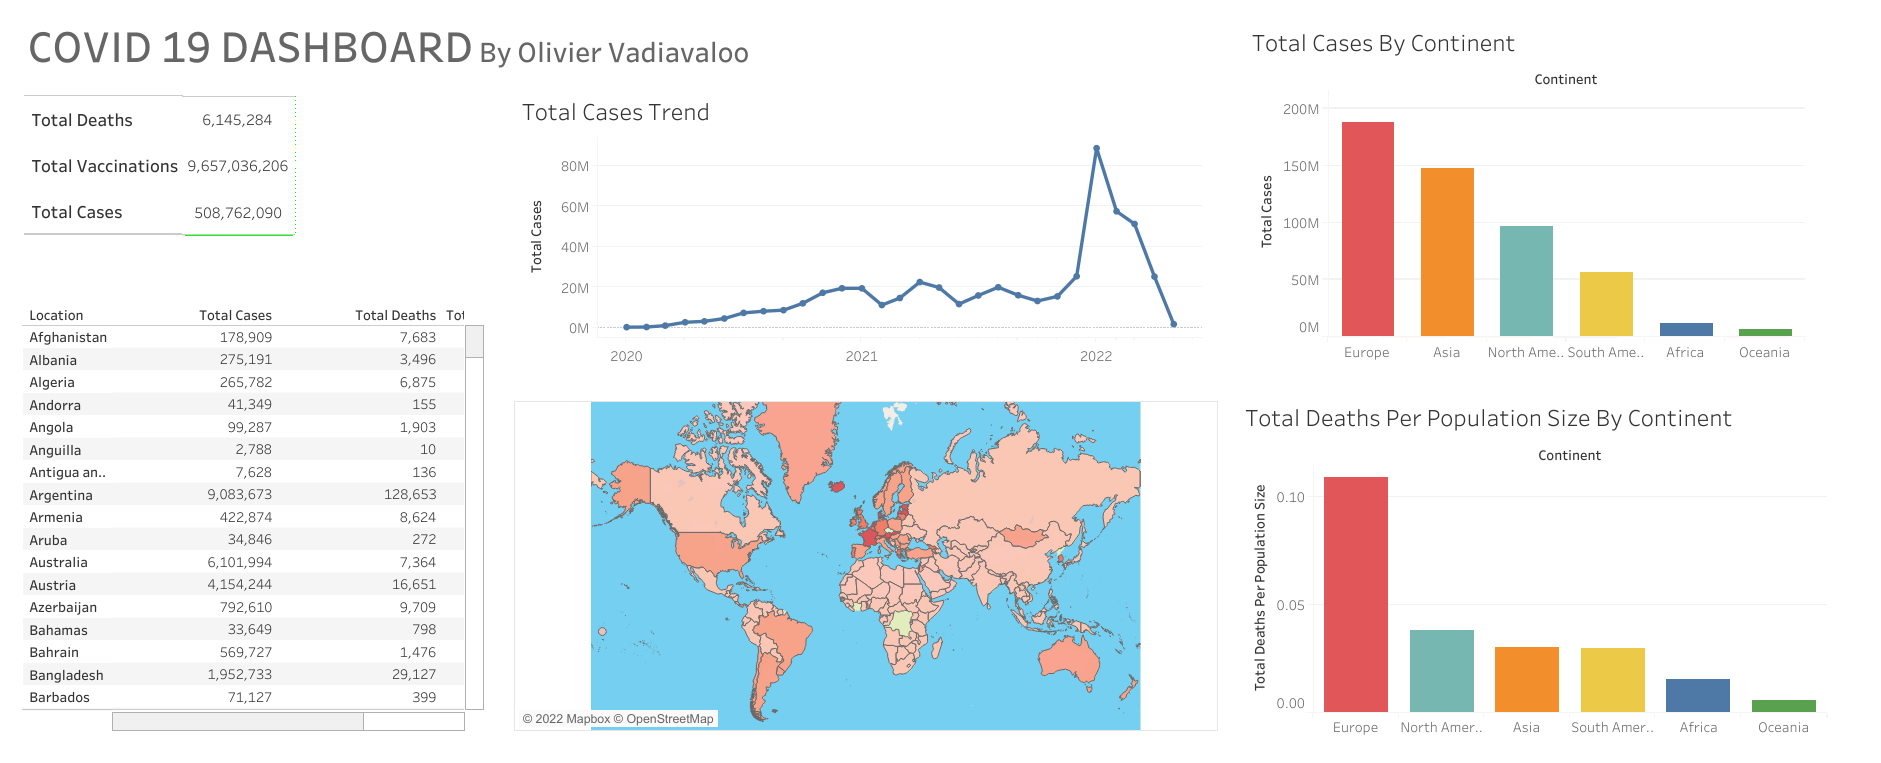 COVID 19 DASHBOARD By Olivier Vadiavaloo
Total Deaths 6,145,284
Total Vaccinations 9,657,036,206
Total Cases 508,762,090
Location Total Cases Total Deaths Tot
Afghanistan 178,909 7,683
Albania 275,191 3,496
Algeria 265,782 6,875
Andorra 41,349 155
Angola 99,287 1,903
Anguilla 2,788 10
Antigua an.. 7,628 136
Argentina 9,083,673 128,653
Armenia 422,874 8,624
Aruba 34,846 272
Australia 6,101,994 7,364
Austria 4,154,244 16,651
Azerbaijan 792,610 9,709
Bahamas 33,649 798
Bahrain 569,727 1,476
Bangladesh 1,952,733 29,127
Barbados 71,127 399
Total Cases Trend
Total Cases
80M
60M
40M
20M
0M
2020 2021 2022
© 2022 Mapbox © OpenStreetMap
Total Cases By Continent
Continent
Total Cases
200M
150M
100M
50M
0M
Europe Asia North Ame.. South Ame.. Africa Oceania
Total Deaths Per Population Size By Continent
Continent
Total Deaths Per Population Size
0.10
0.05
0.00
Europe North Amer.. Asia South Amer.. Africa Oceania